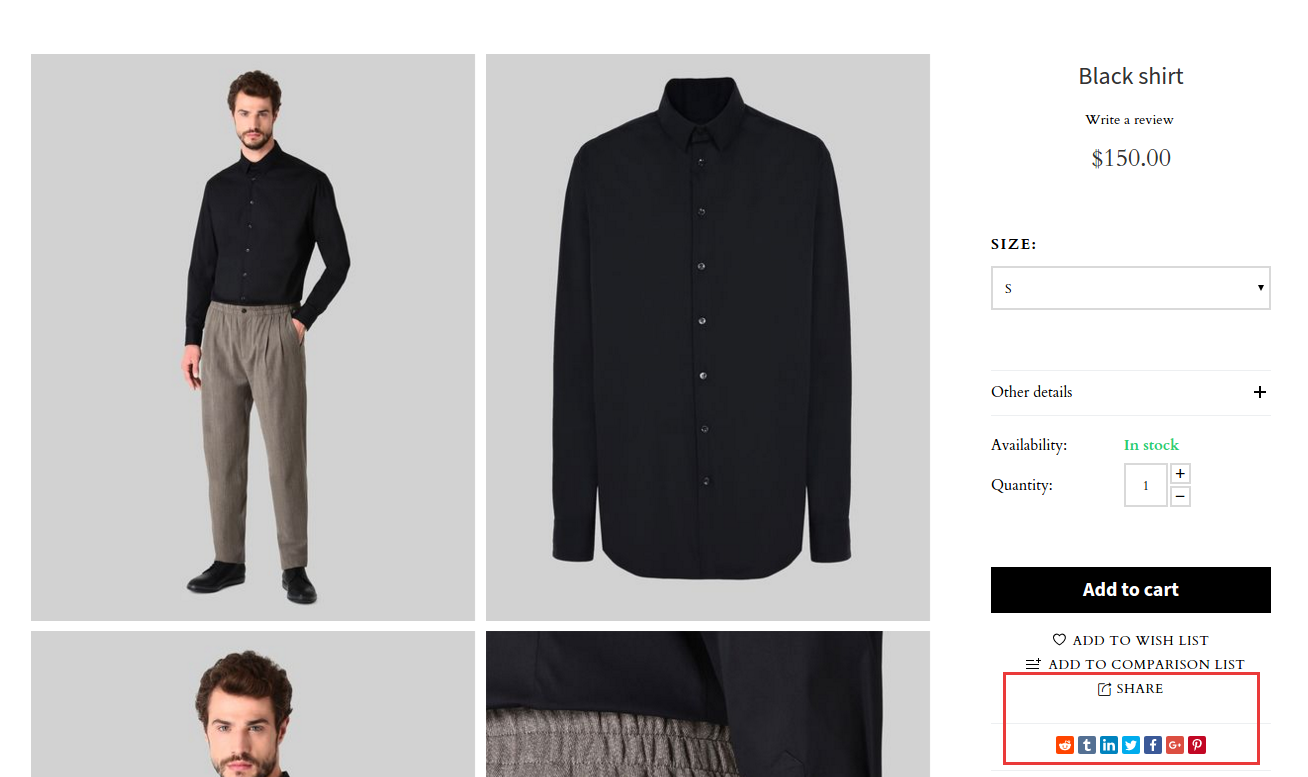 Black shirt
Write a review
$150.00
SIZE:
S
Other details
Availability: In stock
Quantity: 1
Add to cart
ADD TO WISH LIST
ADD TO COMPARISON LIST
SHARE